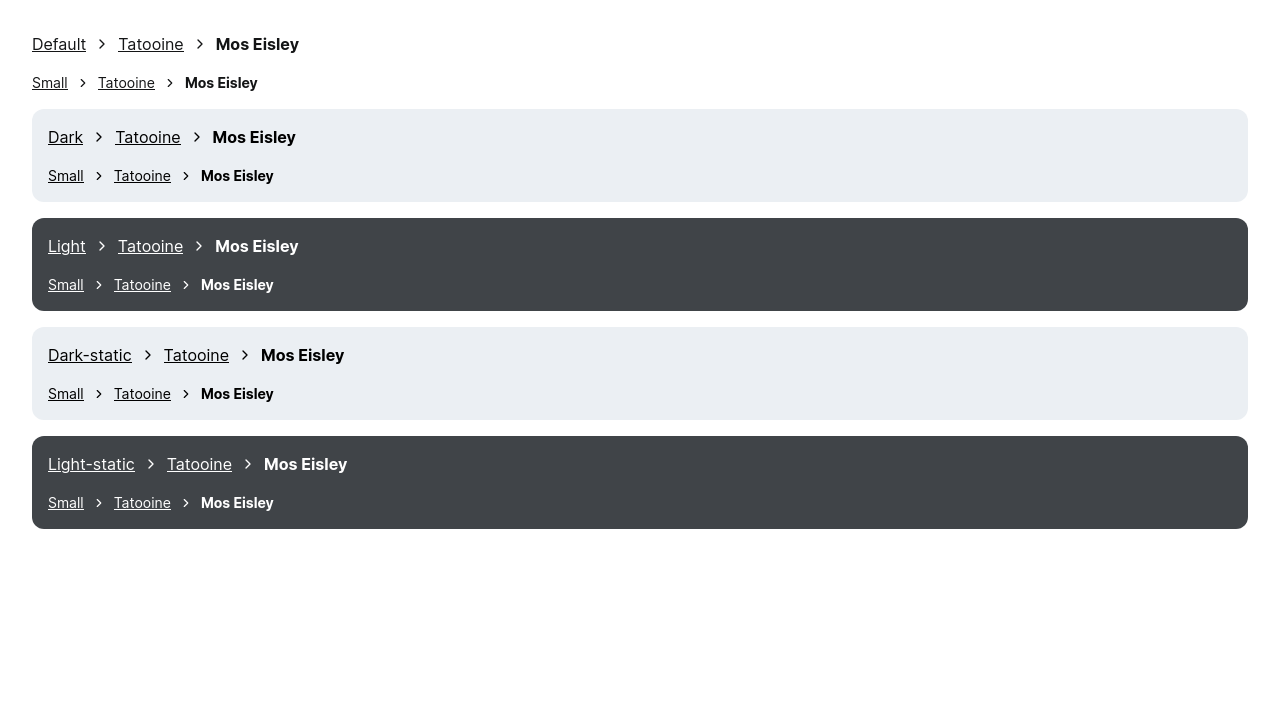 Default > Tatooine > Mos Eisley
Small > Tatooine > Mos Eisley
Dark > Tatooine > Mos Eisley
Small > Tatooine > Mos Eisley
Light > Tatooine > Mos Eisley
Small > Tatooine > Mos Eisley
Dark-static > Tatooine > Mos Eisley
Small > Tatooine > Mos Eisley
Light-static > Tatooine > Mos Eisley
Small > Tatooine > Mos Eisley